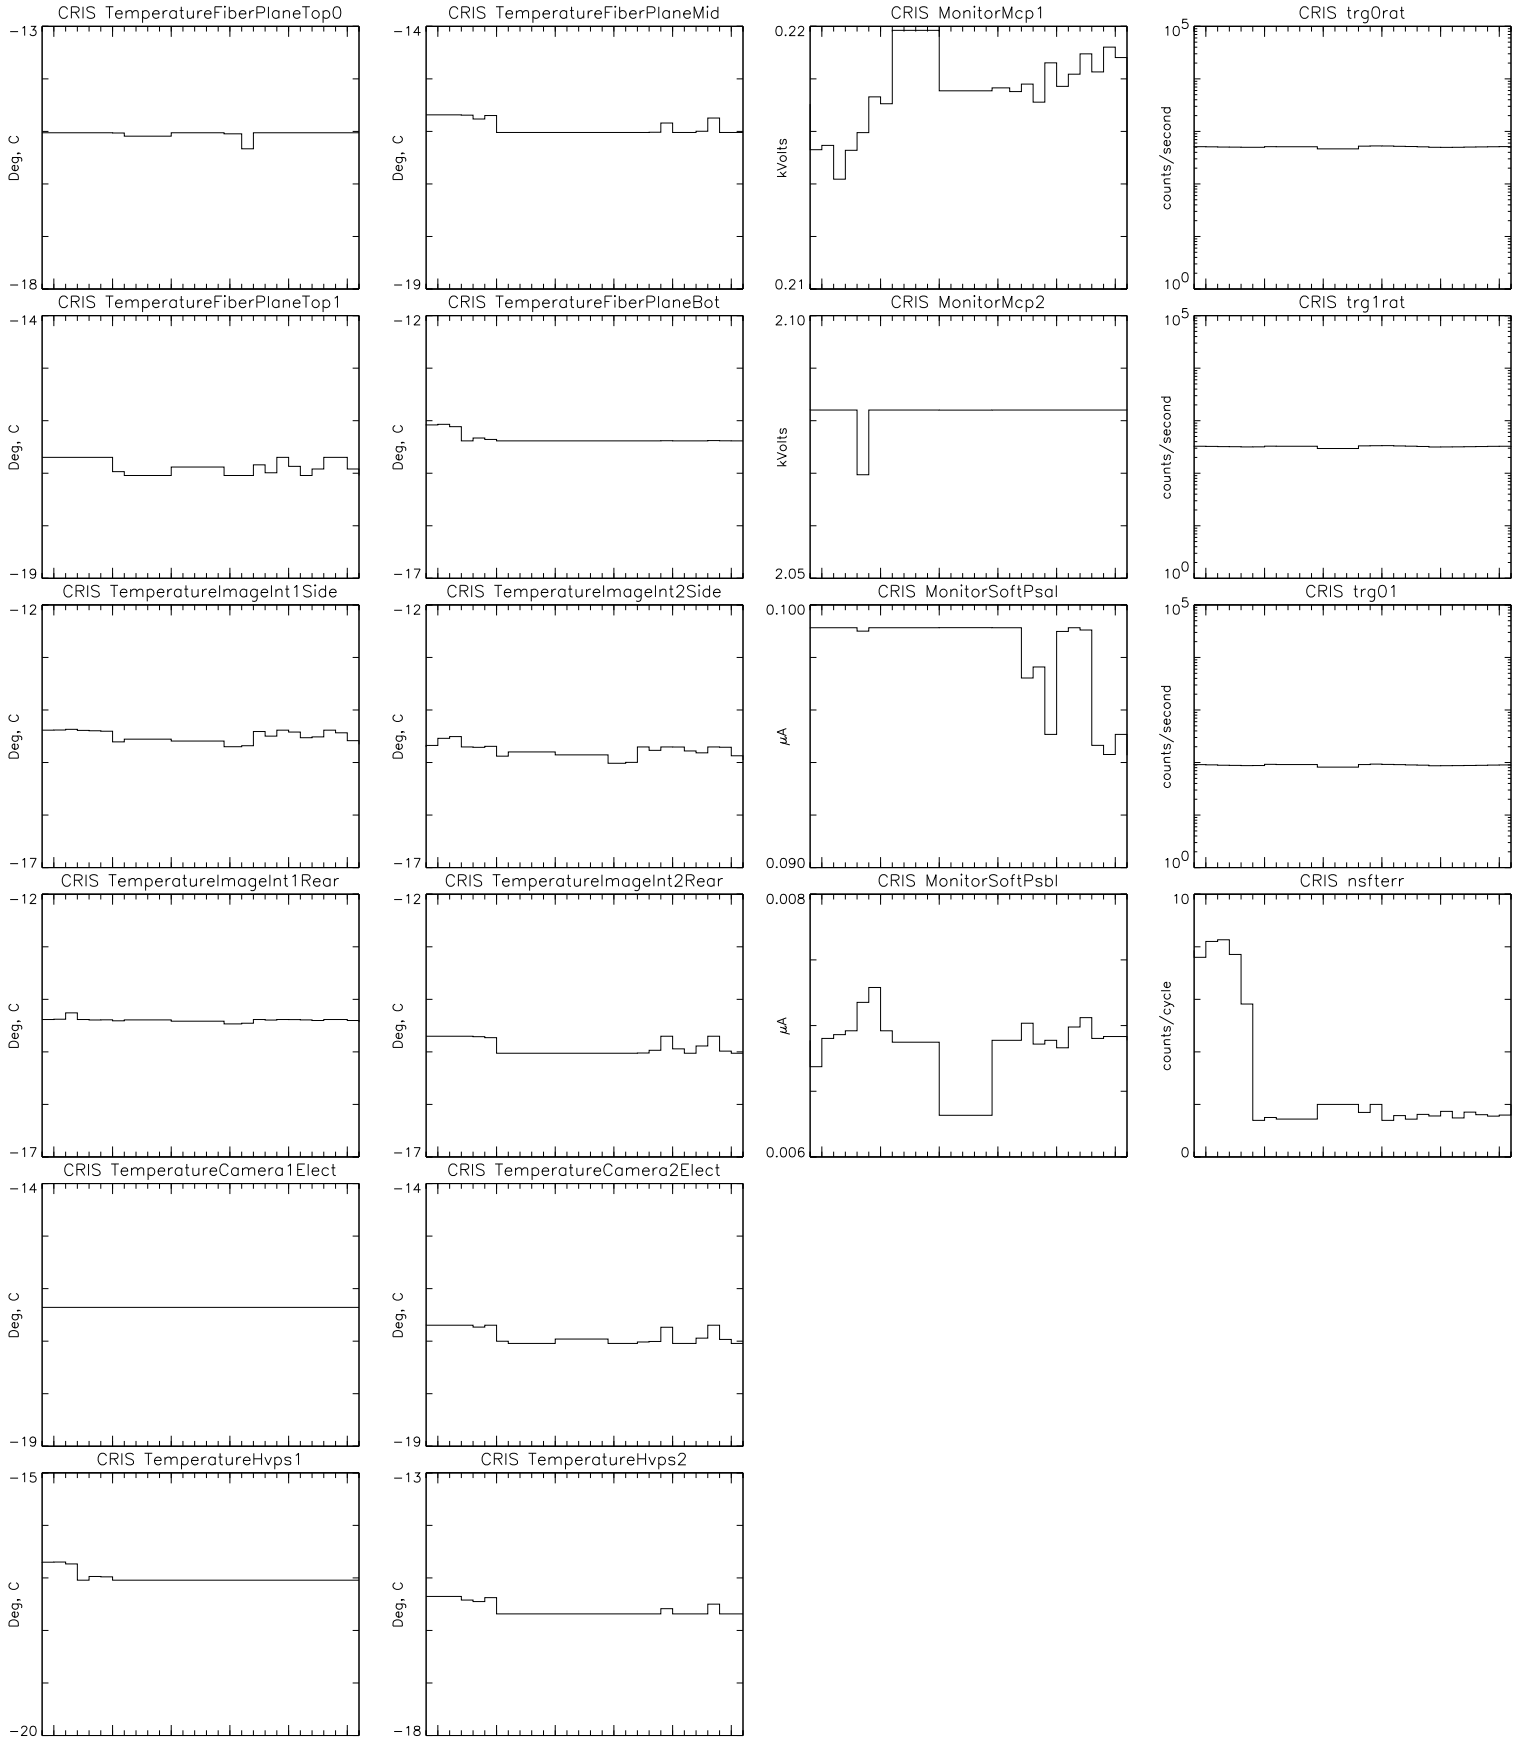 CRIS TemperatureFiberPlaneTop0
-13
Deg, C
-18
CRIS TemperatureFiberPlaneMid
-14
Deg, C
-19
CRIS MonitorMcp1
0.22
kVolts
0.21
CRIS trg0rat
10^5
counts/second
10^0
CRIS TemperatureFiberPlaneTop1
-14
Deg, C
-19
CRIS TemperatureFiberPlaneBot
-12
Deg, C
-17
CRIS MonitorMcp2
2.10
kVolts
2.05
CRIS trg1rat
10^5
counts/second
10^0
CRIS TemperatureImageInt1Side
-12
Deg, C
-17
CRIS TemperatureImageInt2Side
-12
Deg, C
-17
CRIS MonitorSoftPsaI
0.100
μA
0.090
CRIS trg01
10^5
counts/second
10^0
CRIS TemperatureImageInt1Rear
-12
Deg, C
-17
CRIS TemperatureImageInt2Rear
-12
Deg, C
-17
CRIS MonitorSoftPsbI
0.008
μA
0.006
CRIS nsfterr
10
counts/cycle
0
CRIS TemperatureCamera1Elect
-14
Deg, C
-19
CRIS TemperatureCamera2Elect
-14
Deg, C
-19
CRIS TemperatureHvps1
-15
Deg, C
-20
CRIS TemperatureHvps2
-13
Deg, C
-18